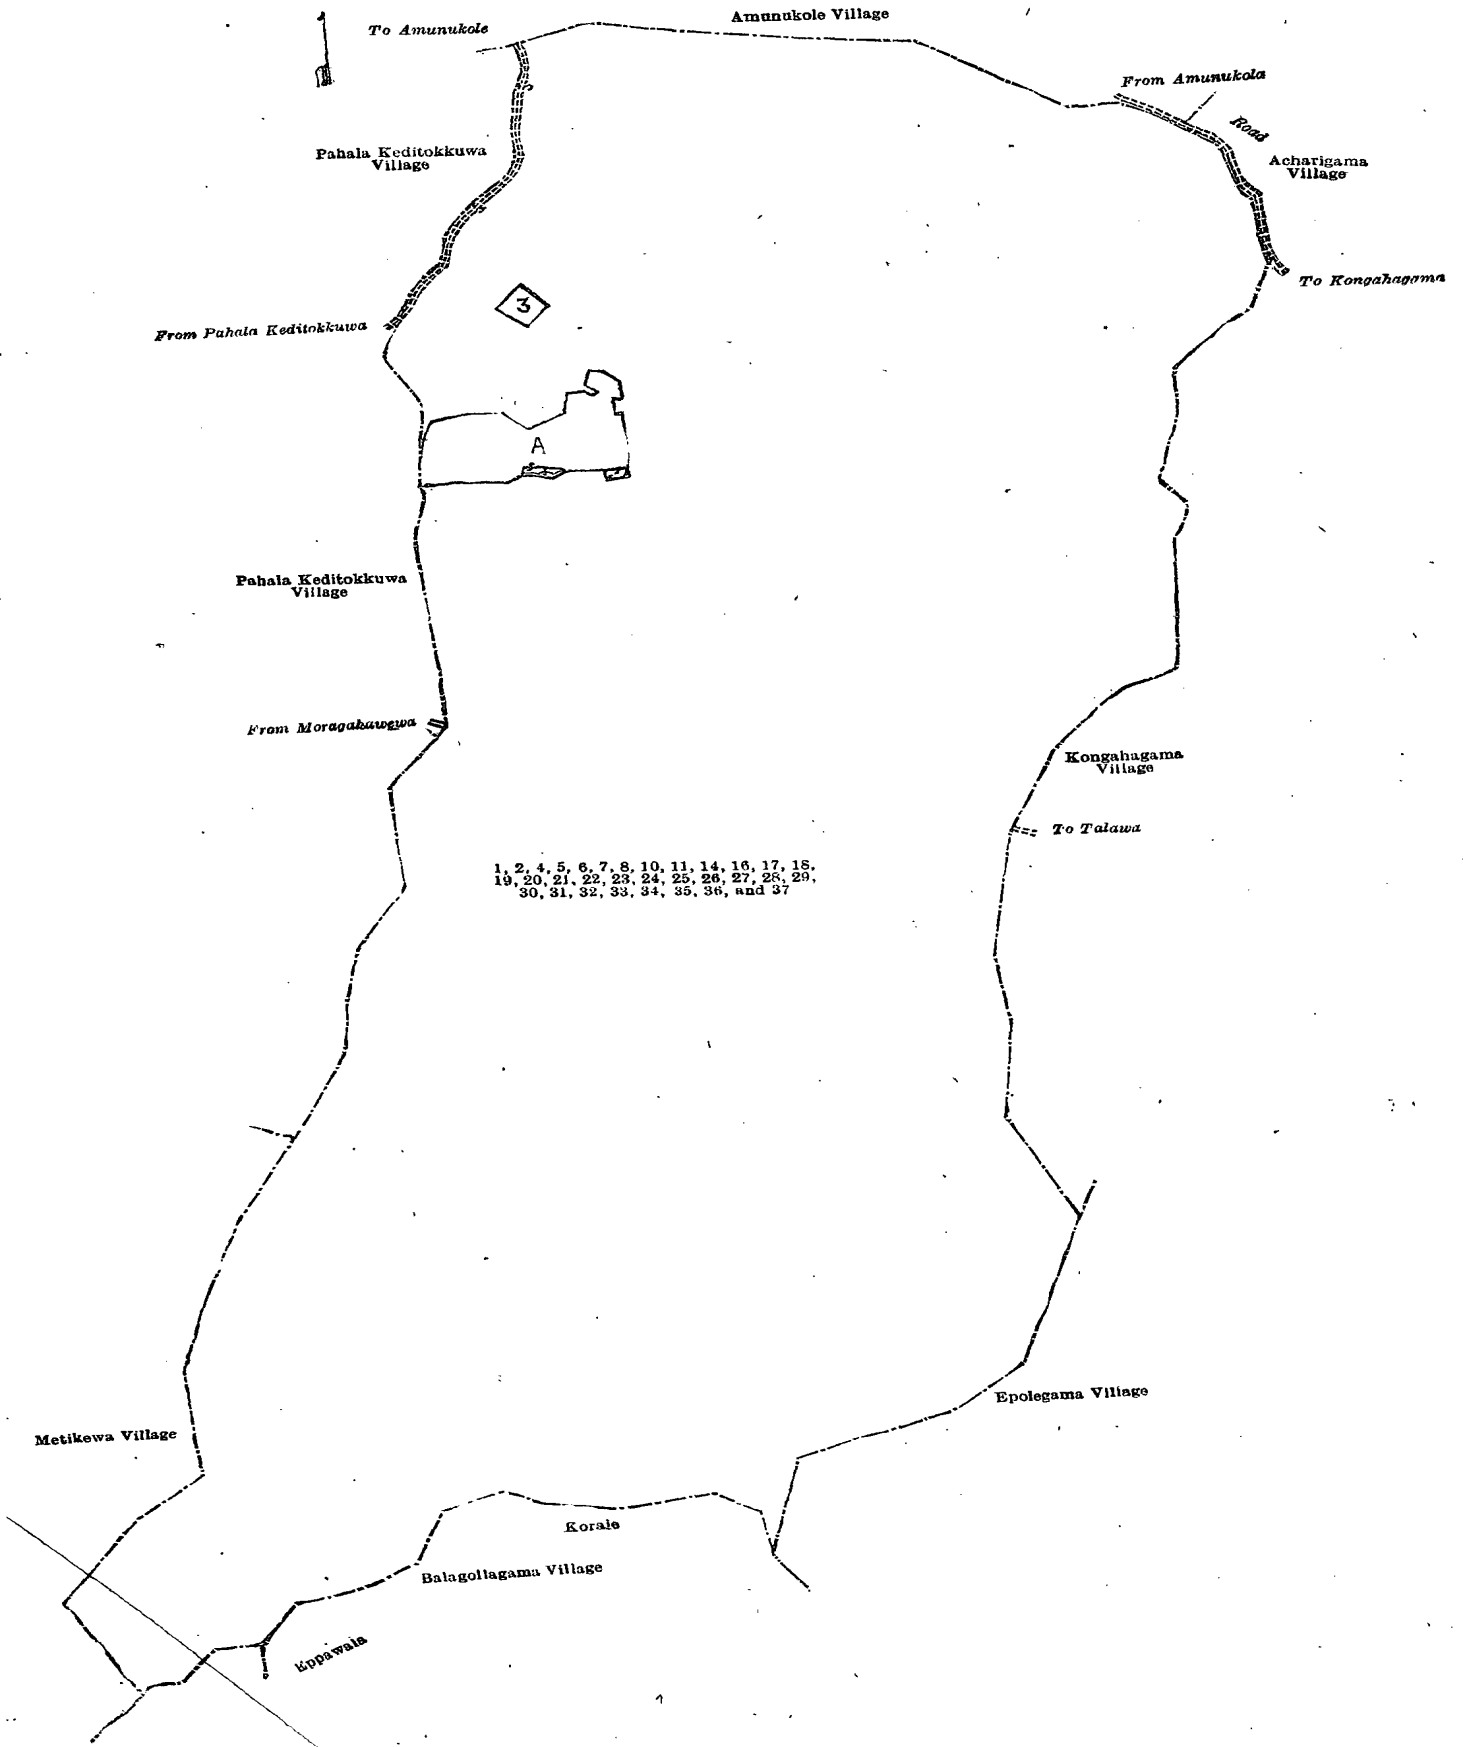 Amunukole Village
To Amunukole
From Amunukola
Road
Pahala Keditokkuwa
Village
Acharigama
Village
To Kongahagama
3
From Pahala Keditokkuwa
A
Pahala Keditokkuwa
Village
From Moragahawewa
Kongahagama
Village
To Talawa
1, 2, 4, 5, 6, 7, 8, 10, 11, 14, 16, 17, 18,
19, 20, 21, 22, 23, 24, 25, 26, 27, 28, 29,
30, 31, 32, 33, 34, 35, 36, and 37
Epolegama Village
Metikewa Village
Korale
Balagollagama Village
Eppawala